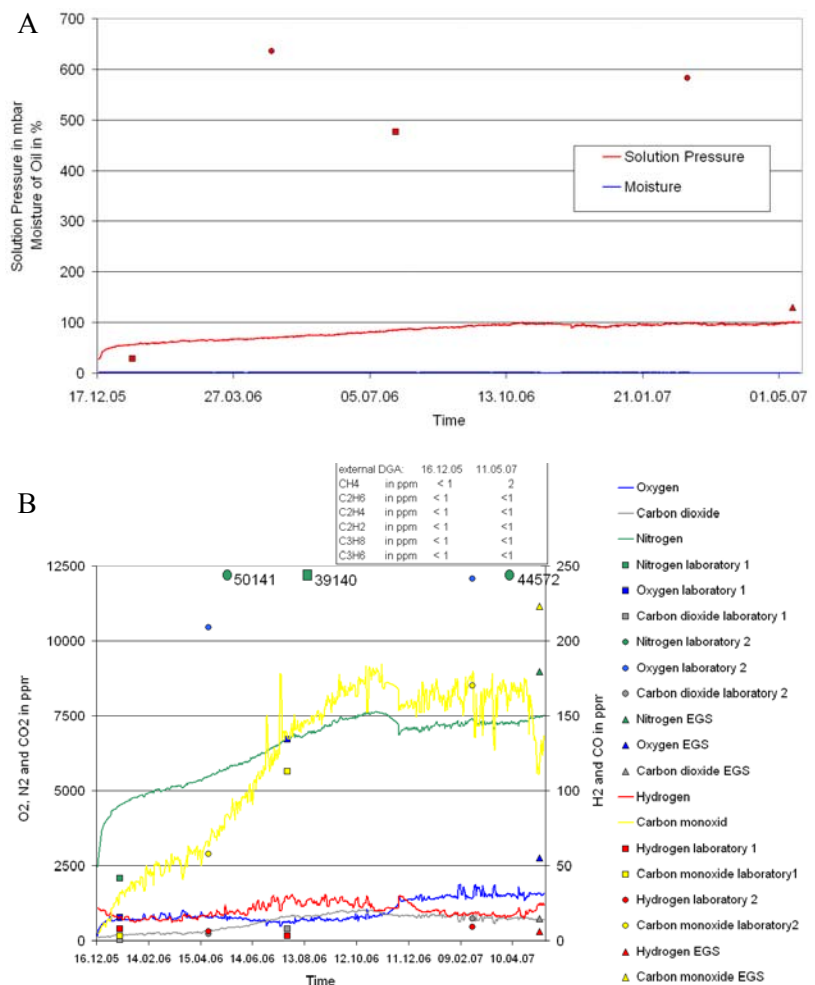 A
700
600
500
400
300
200
100
0
Solution Pressure in mbar
Moisture of Oil in %
Solution Pressure
Moisture
17.12.05 27.03.06 05.07.06 13.10.06 21.01.07 01.05.07
Time
B
external DGA: 16.12.05 11.05.07
CH4 in ppm < 1 2
C2H6 in ppm < 1 <1
C2H4 in ppm < 1 <1
C2H2 in ppm < 1 <1
C3H8 in ppm < 1 <1
C3H6 in ppm < 1 <1
50141 39140 44572
12500
10000
7500
5000
2500
0
O2, N2 and CO2 in ppm
250
200
150
100
50
0
H2 and CO in ppm
16.12.05 14.02.06 15.04.06 14.06.06 13.08.06 12.10.06 11.12.06 09.02.07 10.04.07
Time
Oxygen
Carbon dioxide
Nitrogen
Nitrogen laboratory 1
Oxygen laboratory 1
Carbon dioxide laboratory 1
Nitrogen laboratory 2
Oxygen laboratory 2
Carbon dioxide laboratory 2
Nitrogen EGS
Oxygen EGS
Carbon dioxide EGS
Hydrogen
Carbon monoxid
Hydrogen laboratory 1
Carbon monoxide laboratory1
Hydrogen laboratory 2
Carbon monoxide laboratory2
Hydrogen EGS
Carbon monoxide EGS